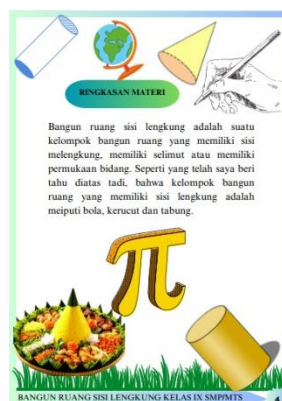 RINGKASAN MATERI
Bangun ruang sisi lengkung adalah suatu
kelompok bangun ruang yang memiliki sisi
melengkung, memiliki selimut atau memiliki
permukaan bidang. Seperti yang telah saya beri
tahu diatas tadi, bahwa kelompok bangun
ruang yang memiliki sisi lengkung adalah
meiputi bola, kerucut dan tabung.
π
BANGUN RUANG SISI LENGKUNG KELAS IX SMP/MTS
4